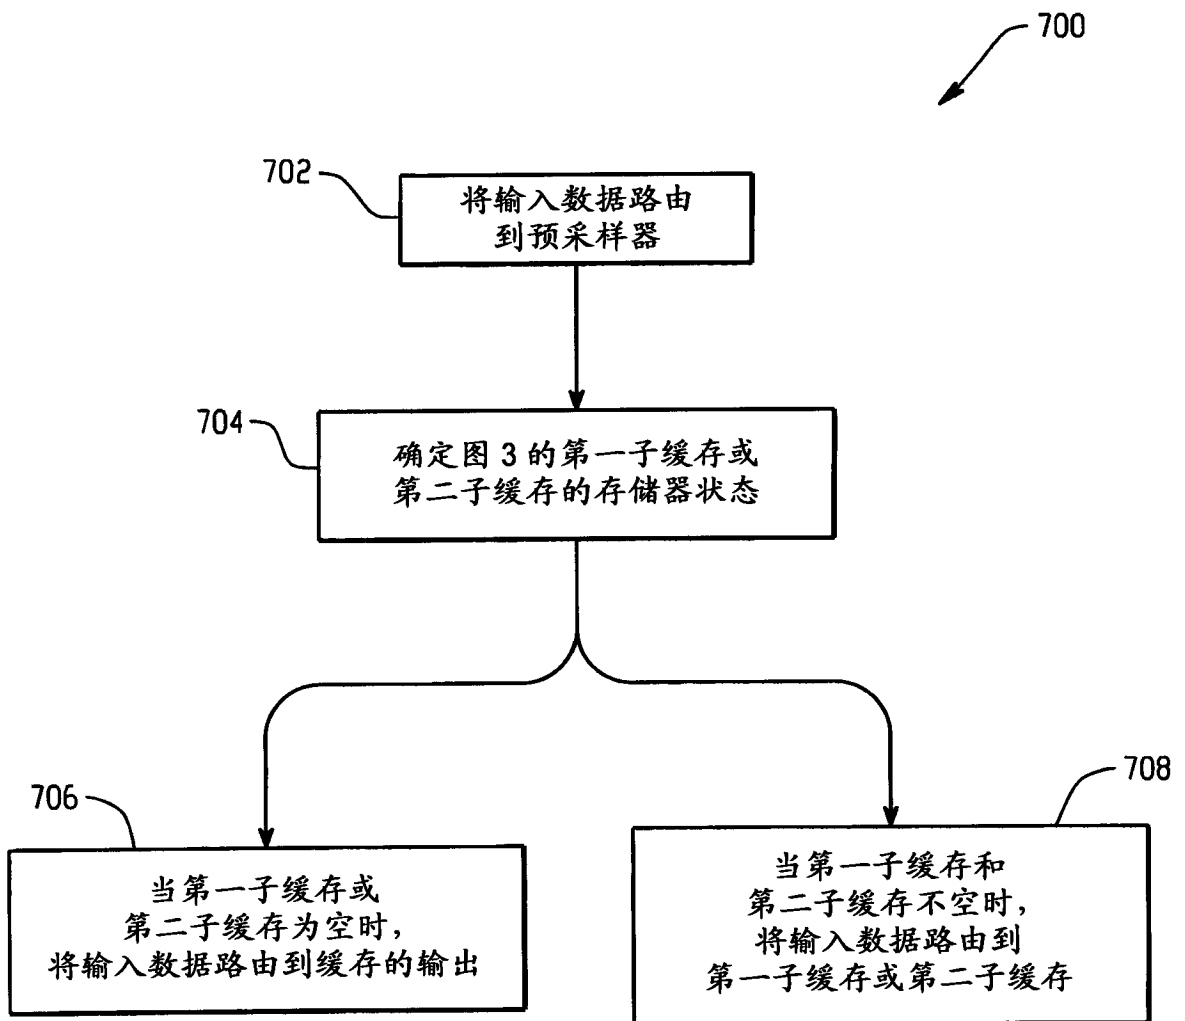 700
702
将输入数据路由
到预采样器
704
确定图3的第一子缓存或
第二子缓存的存储器状态
706
当第一子缓存或
第二子缓存为空时,
将输入数据路由到缓存的输出
708
当第一子缓存和
第二子缓存不空时,
将输入数据路由到
第一子缓存或第二子缓存